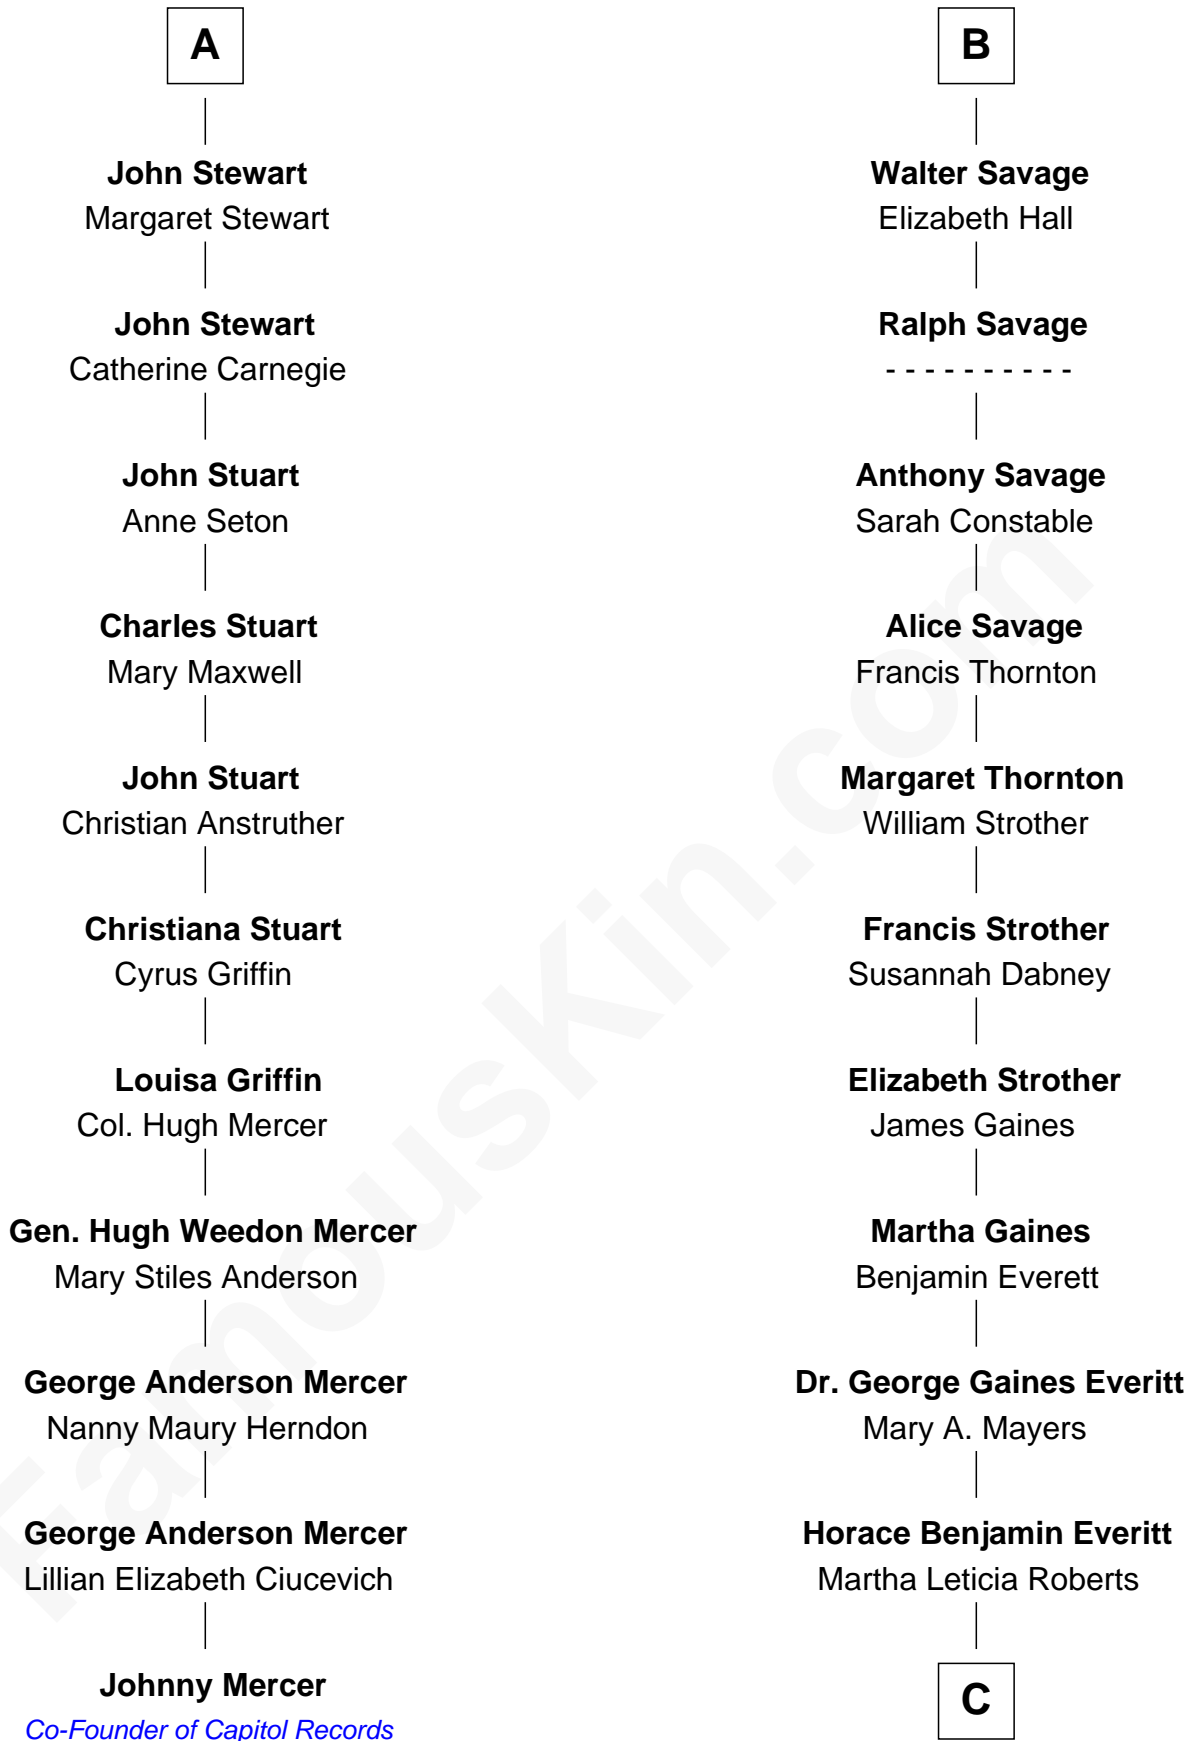 A
John Stewart
Margaret Stewart
John Stewart
Catherine Carnegie
John Stuart
Anne Seton
Charles Stuart
Mary Maxwell
John Stuart
Christian Anstruther
Christiana Stuart
Cyrus Griffin
Louisa Griffin
Col. Hugh Mercer
Gen. Hugh Weedon Mercer
Mary Stiles Anderson
George Anderson Mercer
Nanny Maury Herndon
George Anderson Mercer
Lillian Elizabeth Ciucevich
Johnny Mercer
Co-Founder of Capitol Records
B
Walter Savage
Elizabeth Hall
Ralph Savage
- - - - - - - - - -
Anthony Savage
Sarah Constable
Alice Savage
Francis Thornton
Margaret Thornton
William Strother
Francis Strother
Susannah Dabney
Elizabeth Strother
James Gaines
Martha Gaines
Benjamin Everett
Dr. George Gaines Everitt
Mary A. Mayers
Horace Benjamin Everitt
Martha Leticia Roberts
C
FamousKin.com